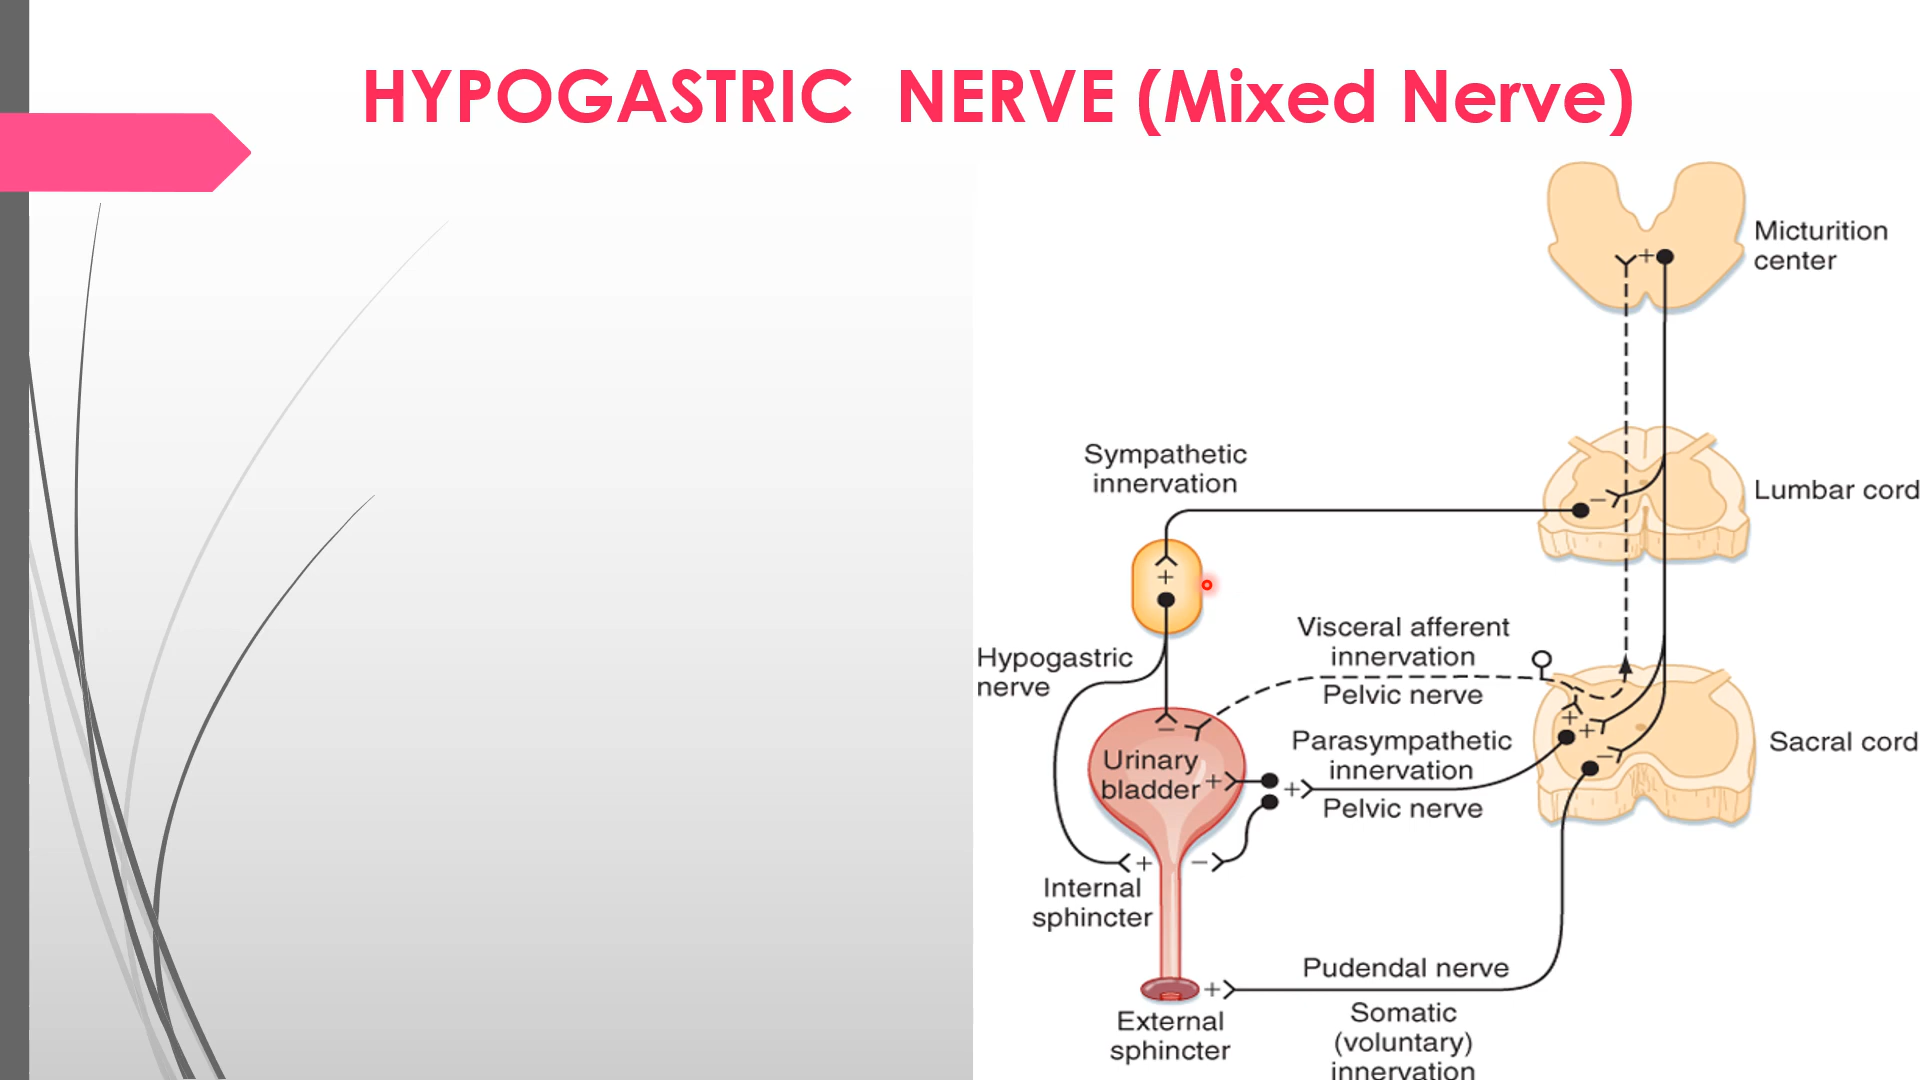 HYPOGASTRIC NERVE (Mixed Nerve)
Micturition
center
Sympathetic
innervation
Lumbar cord
+
−
+
Hypogastric
nerve
Visceral afferent
innervation
Pelvic nerve
+
+
−
−
Parasympathetic
innervation
Pelvic nerve
Sacral cord
Urinary
bladder
+
+
+
−
Internal
sphincter
Pudendal nerve
+
External
sphincter
Somatic
(voluntary)
innervation